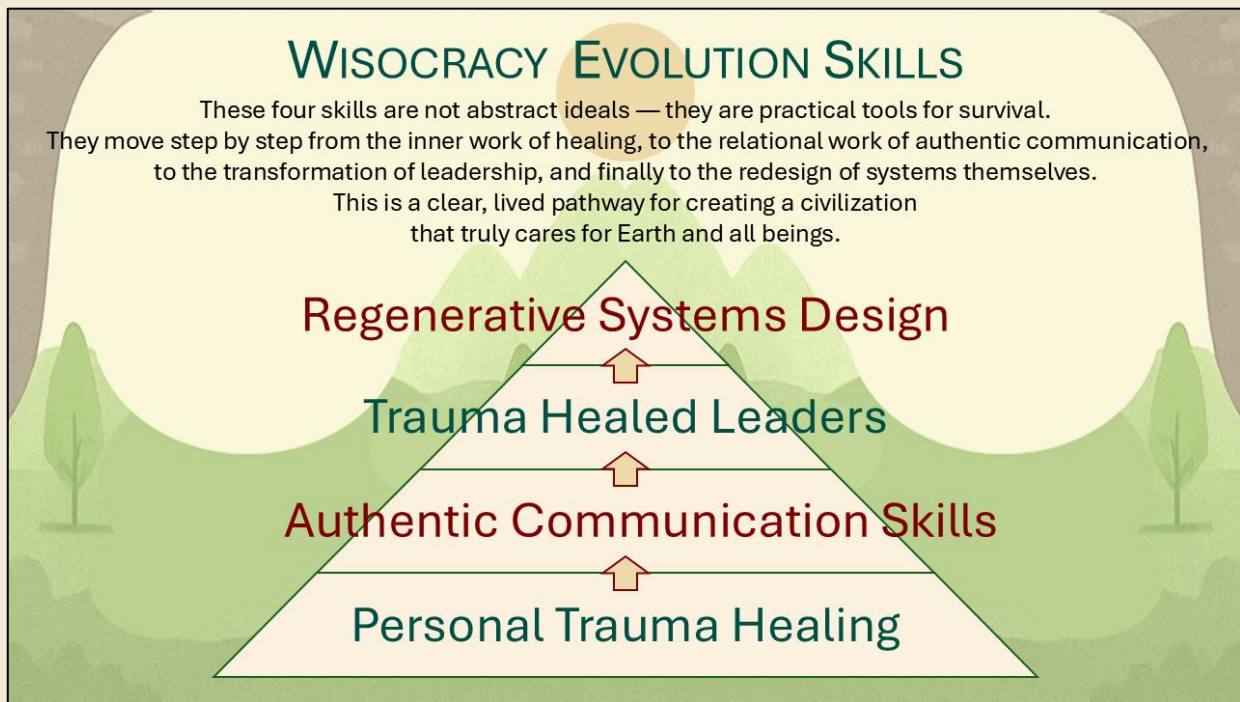 WISOCRACY EVOLUTION SKILLS
These four skills are not abstract ideals — they are practical tools for survival.
They move step by step from the inner work of healing, to the relational work of authentic communication,
to the transformation of leadership, and finally to the redesign of systems themselves.
This is a clear, lived pathway for creating a civilization
that truly cares for Earth and all beings.
Regenerative Systems Design
Trauma Healed Leaders
Authentic Communication Skills
Personal Trauma Healing